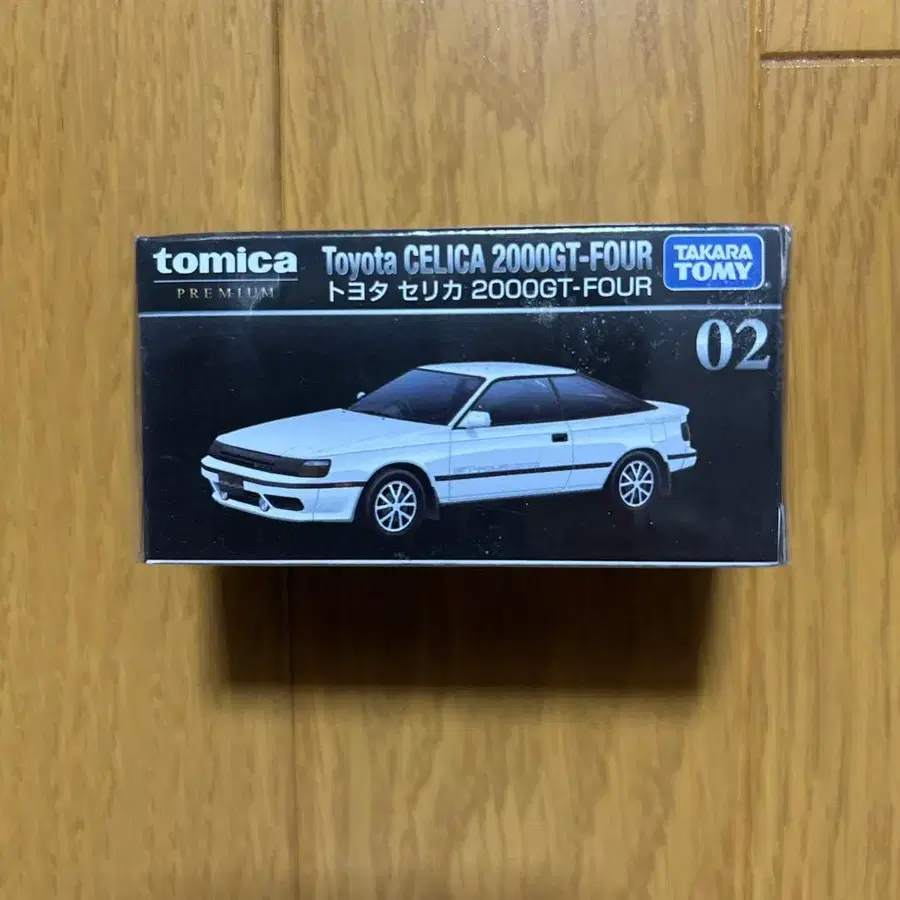 tomica
PREMIUM
Toyota CELICA 2000GT-FOUR
トヨタ セリカ 2000GT-FOUR
TAKARA
TOMY
02